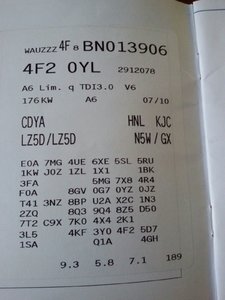 WAUZZZ 4F 8 BN013906
4F2 0YL 2912078
A6 Lim. q TDI3.0 V6
176KW A6 07/10
CDYA HNL KJC
LZ5D/LZ5D N5W/GX
E0A 7MG 4UE 6XE 5SL 5RU
1KW J0Z 1ZL 1X1 1BK
3FA 5MG 7X8 4R4
F0A 8GV 0G7 0YZ 0JZ
T41 3NZ 8BP U2A X2C 1N3
2ZQ 8Q3 9Q4 8Z5 D50
7T2 C9X 7K0 4X4 2K1
3L5 4KF 3Y0 4F2 5D7
1SA Q1A 4GH
9.3 5.8 7.1 189